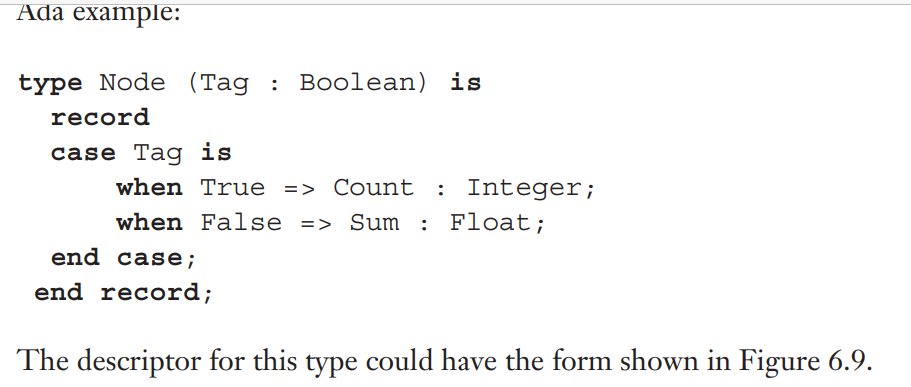 Ada example:
type Node (Tag : Boolean) is
record
case Tag is
when True => Count : Integer;
when False => Sum : Float;
end case;
end record;
The descriptor for this type could have the form shown in Figure 6.9.